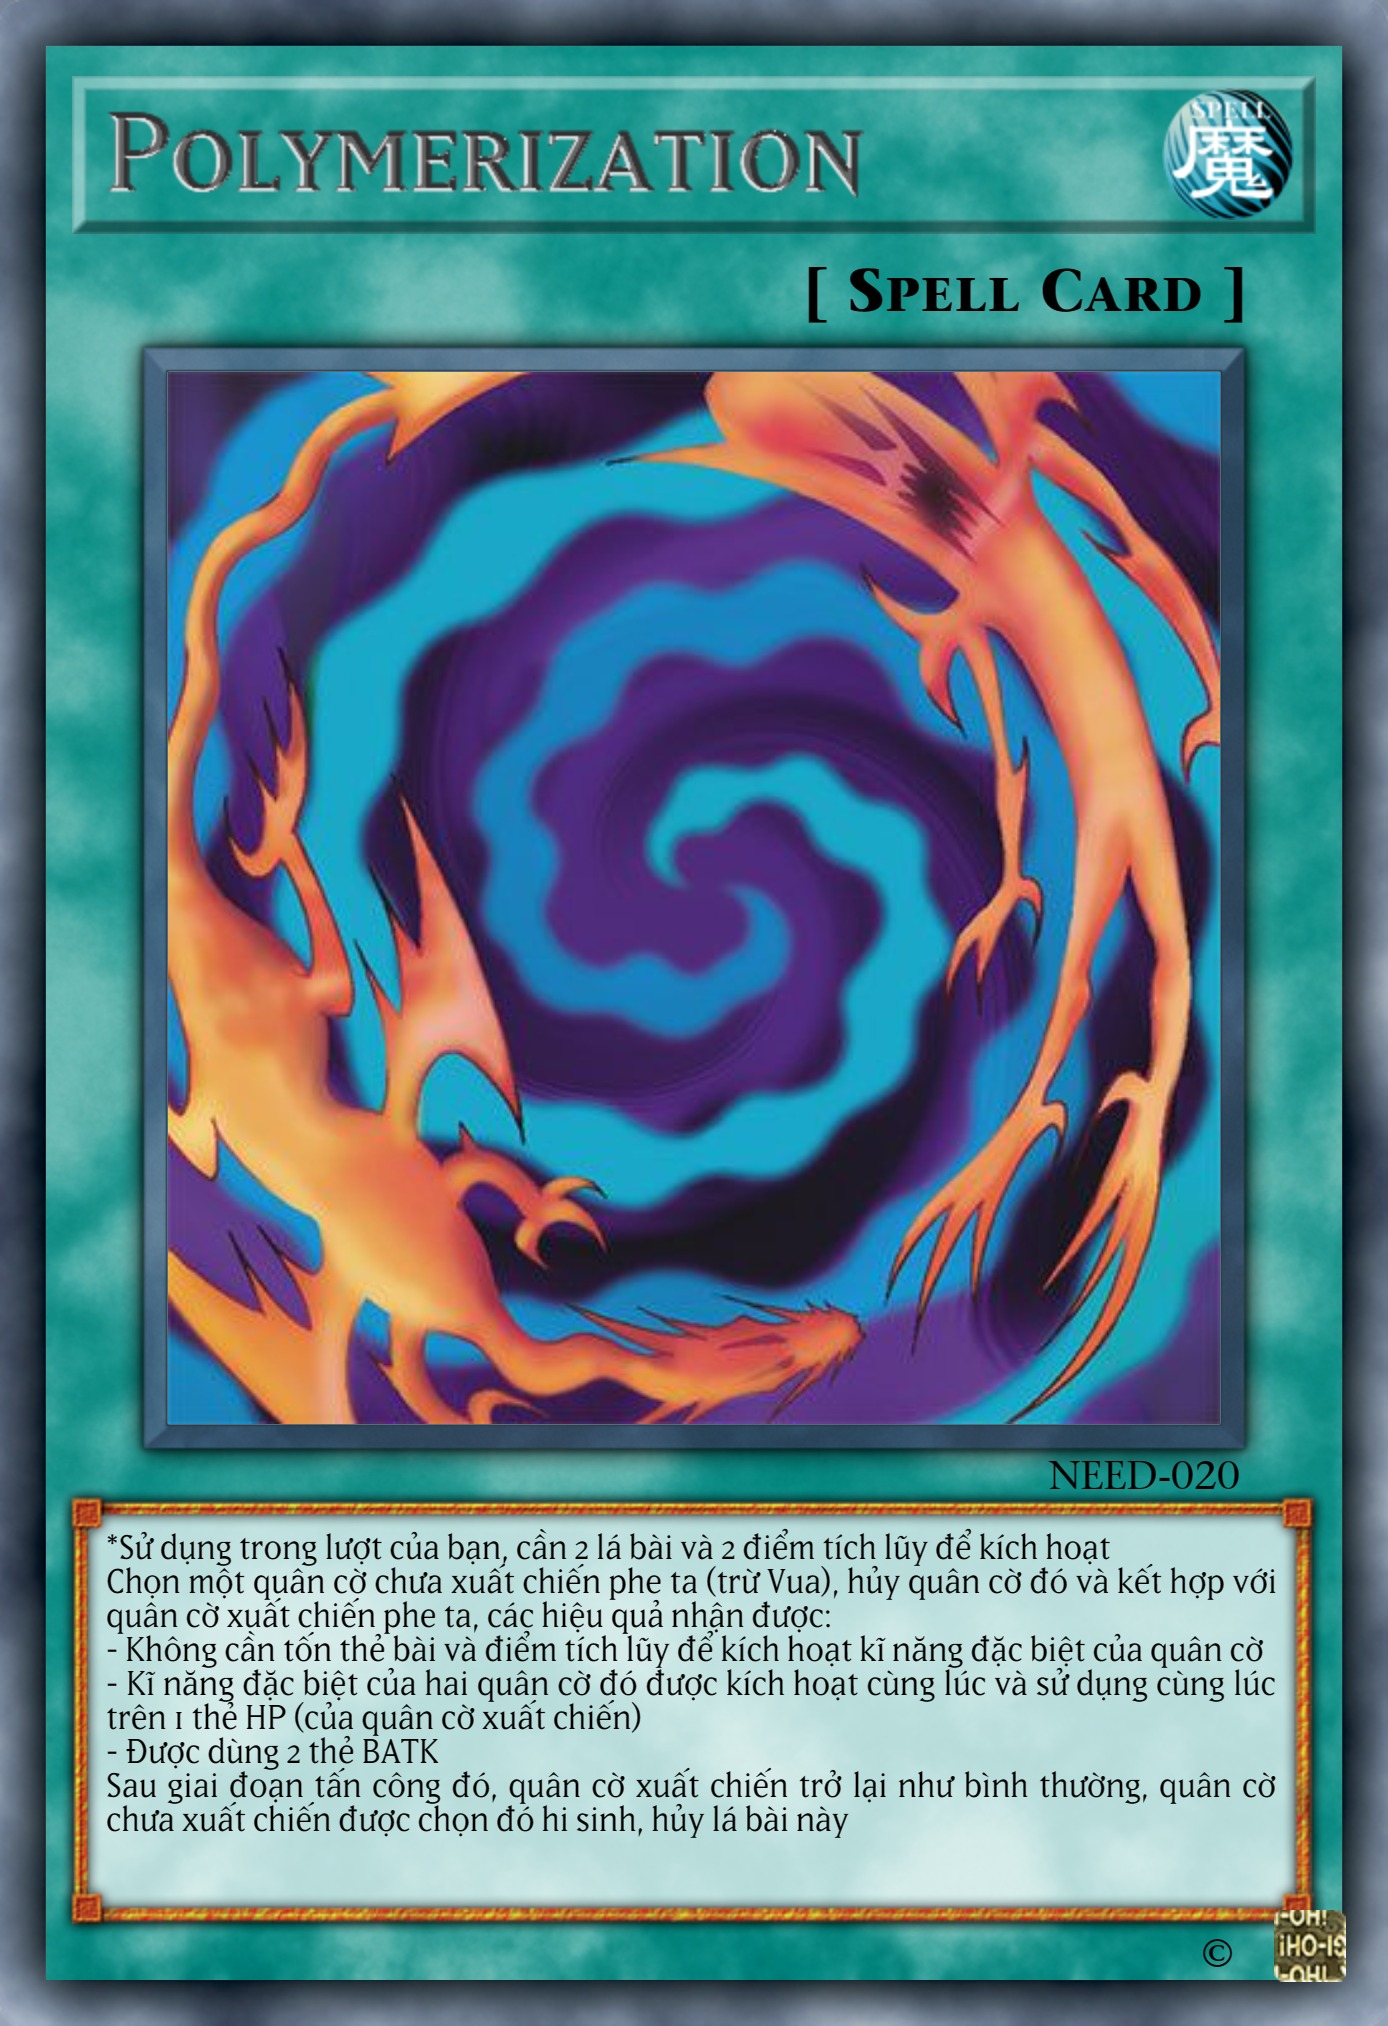 POLYMERIZATION
SPELL
魔
[ SPELL CARD ]
NEED-020
*Sử dụng trong lượt của bạn, cần 2 lá bài và 2 điểm tích lũy để kích hoạt
Chọn một quân cờ chưa xuất chiến phe ta (trừ Vua), hủy quân cờ đó và kết hợp với
quân cờ xuất chiến phe ta, các hiệu quả nhận được:
- Không cần tốn thẻ bài và điểm tích lũy để kích hoạt kĩ năng đặc biệt của quân cờ
- Kĩ năng đặc biệt của hai quân cờ đó được kích hoạt cùng lúc và sử dụng cùng lúc
trên 1 thẻ HP (của quân cờ xuất chiến)
- Được dùng 2 thẻ BATK
Sau giai đoạn tấn công đó, quân cờ xuất chiến trở lại như bình thường, quân cờ
chưa xuất chiến được chọn đó hi sinh, hủy lá bài này
-OH!
iHO-IS
©
-OH!